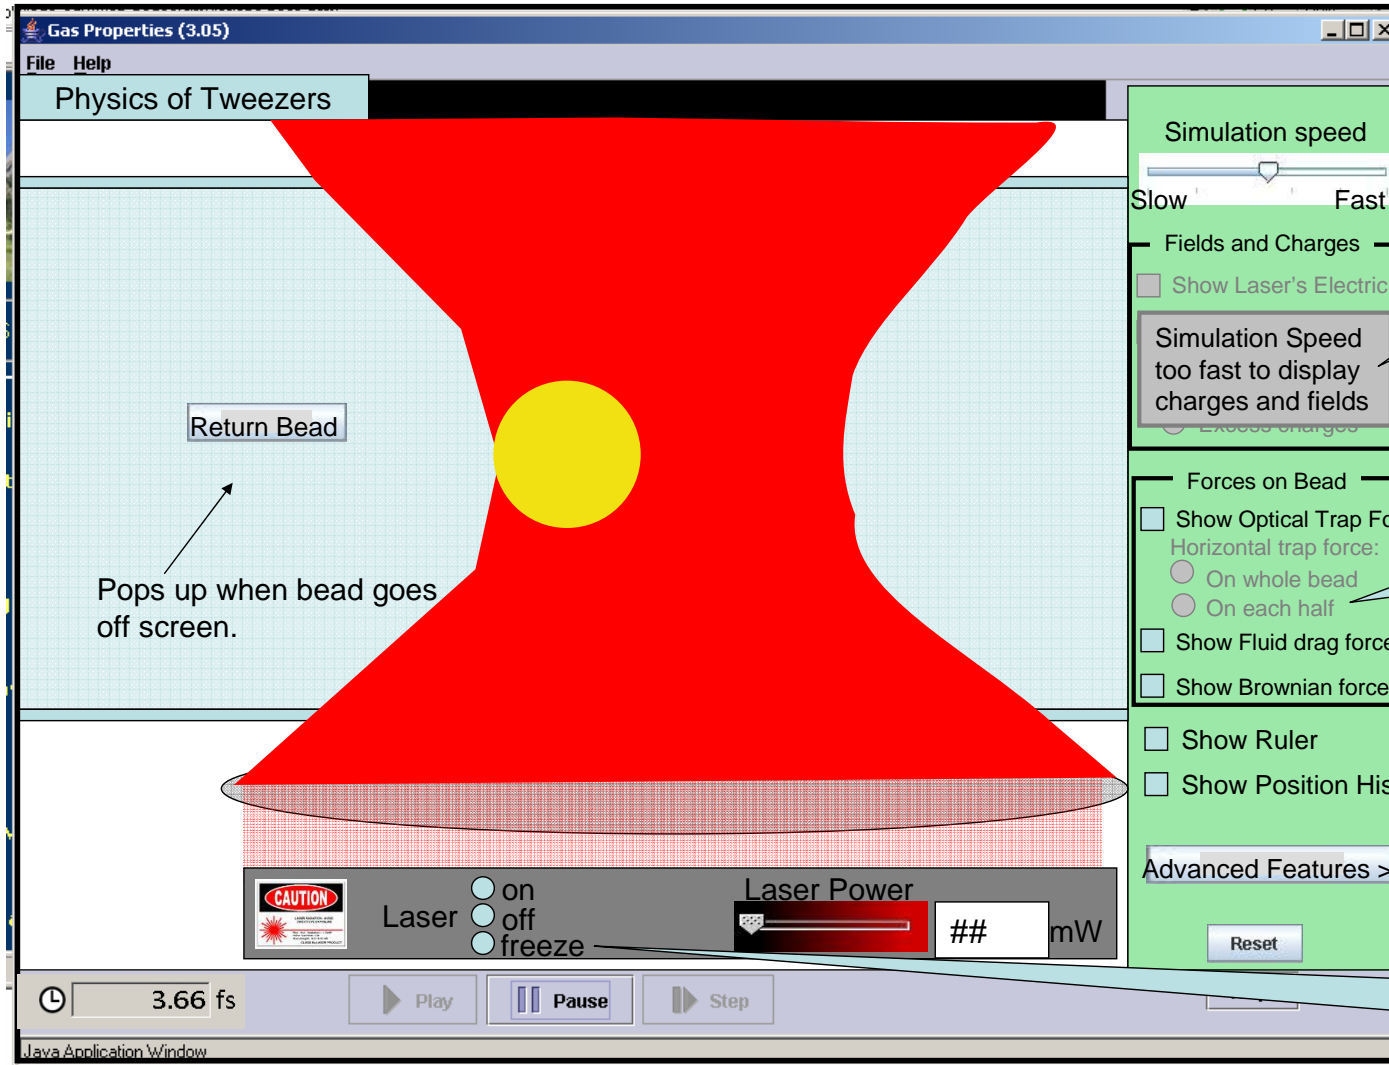 Gas Properties (3.05)
File Help
Physics of Tweezers
Simulation speed
Slow Fast
Fields and Charges
Show Laser's Electric
Simulation Speed
too fast to display
charges and fields
Excess charges
Return Bead
Pops up when bead goes
off screen.
Forces on Bead
Show Optical Trap Fo
Horizontal trap force:
On whole bead
On each half
Show Fluid drag force
Show Brownian force
Show Ruler
Show Position His
Advanced Features >
Reset
CAUTION
Laser
on
off
freeze
Laser Power
## mW
3.66 fs
Play
Pause
Step
Java Application Window